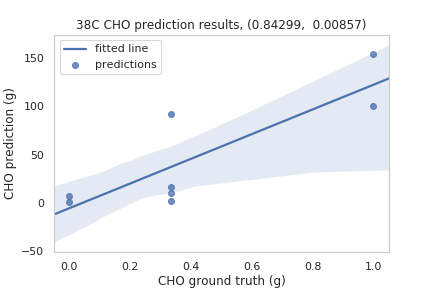 38C CHO prediction results, (0.84299, 0.00857)
fitted line
predictions
CHO prediction (g)
150
100
50
0
−50
0.0 0.2 0.4 0.6 0.8 1.0
CHO ground truth (g)